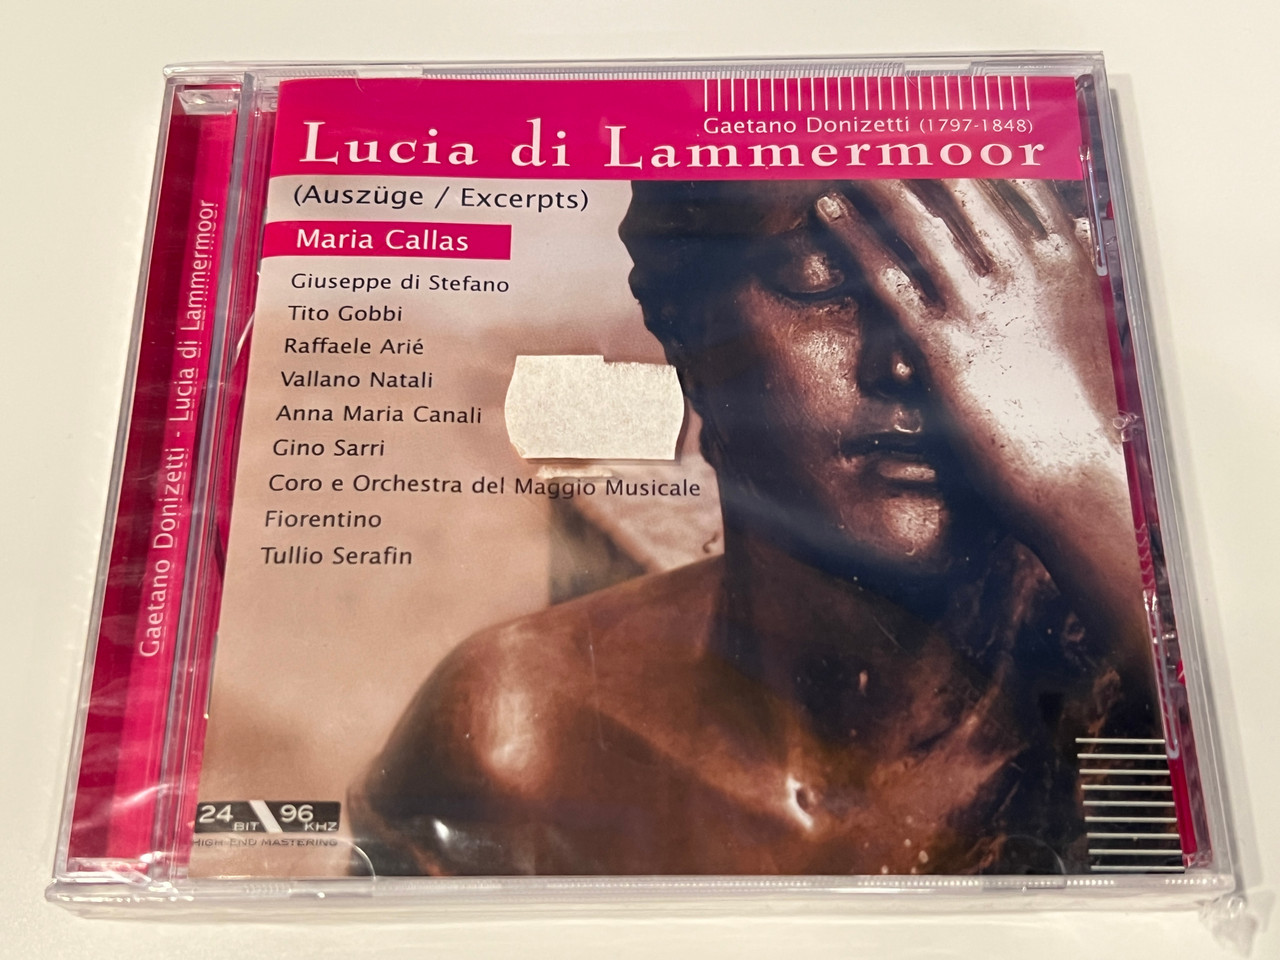 Gaetano Donizetti (1797-1848)
Lucia di Lammermoor
(Auszüge / Excerpts)
Maria Callas
Giuseppe di Stefano
Tito Gobbi
Raffaele Arié
Vallano Natali
Anna Maria Canali
Gino Sarri
Coro e Orchestra del Maggio Musicale
Fiorentino
Tullio Serafin
24 BIT 96 KHZ
HIGH END MASTERING
Gaetano Donizetti - Lucia di Lammermoor